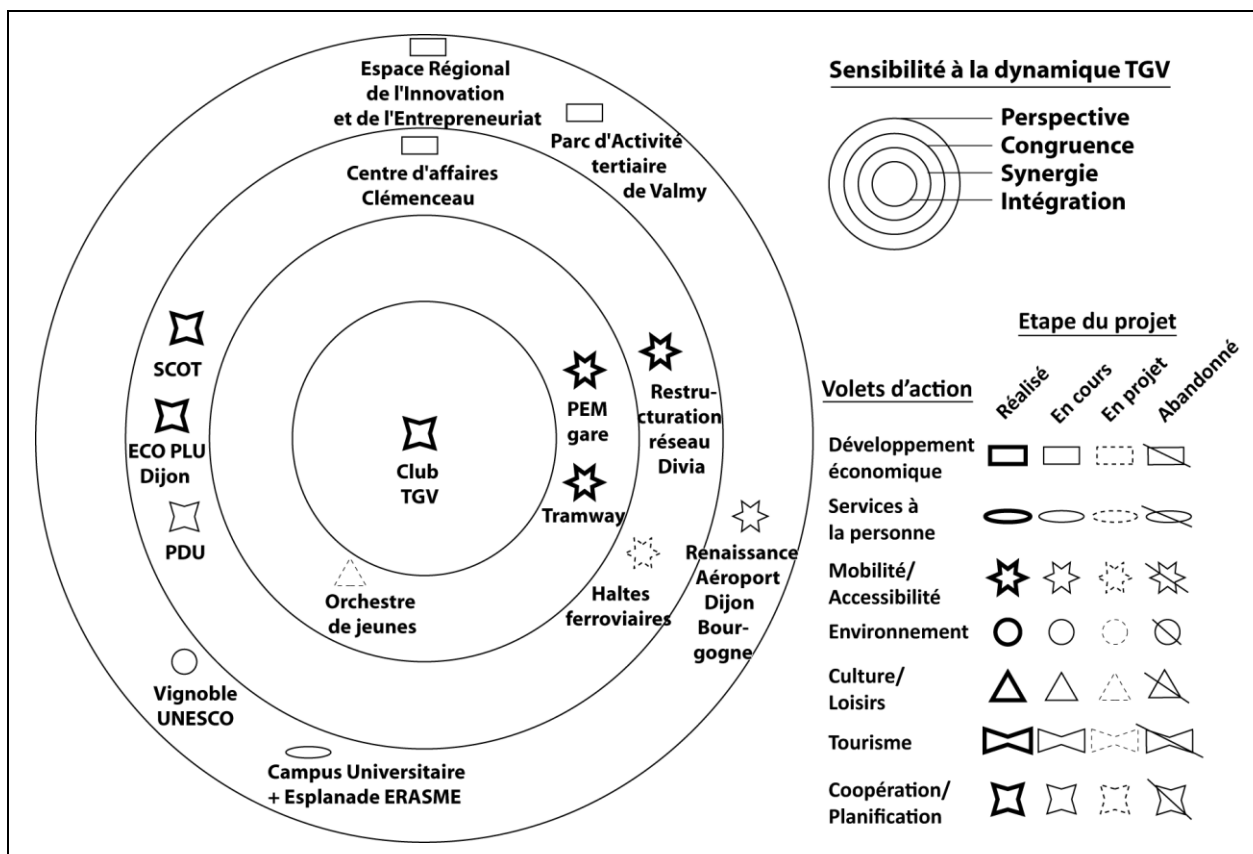 Espace Régional
de l'Innovation
et de l'Entrepreneuriat
Parc d'Activité
tertiaire
de Valmy
Centre d'affaires
Clémenceau
SCOT
ECO PLU
Dijon
PDU
Club
TGV
PEM
gare
Tramway
Restru-
cturation
réseau
Divia
Orchestre
de jeunes
Haltes
ferroviaires
Renaissance
Aéroport
Dijon
Bour-
gogne
Vignoble
UNESCO
Campus Universitaire
+ Esplanade ERASME
Sensibilité à la dynamique TGV
Perspective
Congruence
Synergie
Intégration
Etape du projet
Volets d’action
Réalisé
En cours
En projet
Abandonné
Développement
économique
Services à
la personne
Mobilité/
Accessibilité
Environnement
Culture/
Loisirs
Tourisme
Coopération/
Planification